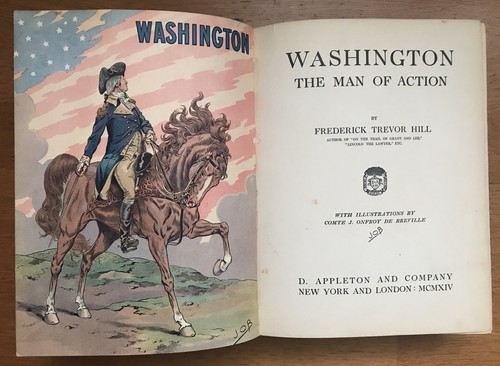 WASHINGTON
JOB
WASHINGTON
THE MAN OF ACTION
BY
FREDERICK TREVOR HILL
AUTHOR OF "ON THE TRAIL OF GRANT AND LEE,"
"LINCOLN THE LAWYER," ETC.
WITH ILLUSTRATIONS BY
COMTE J. ONFROY DE BREVILLE
JOB
D. APPLETON AND COMPANY
NEW YORK AND LONDON : MCMXIV